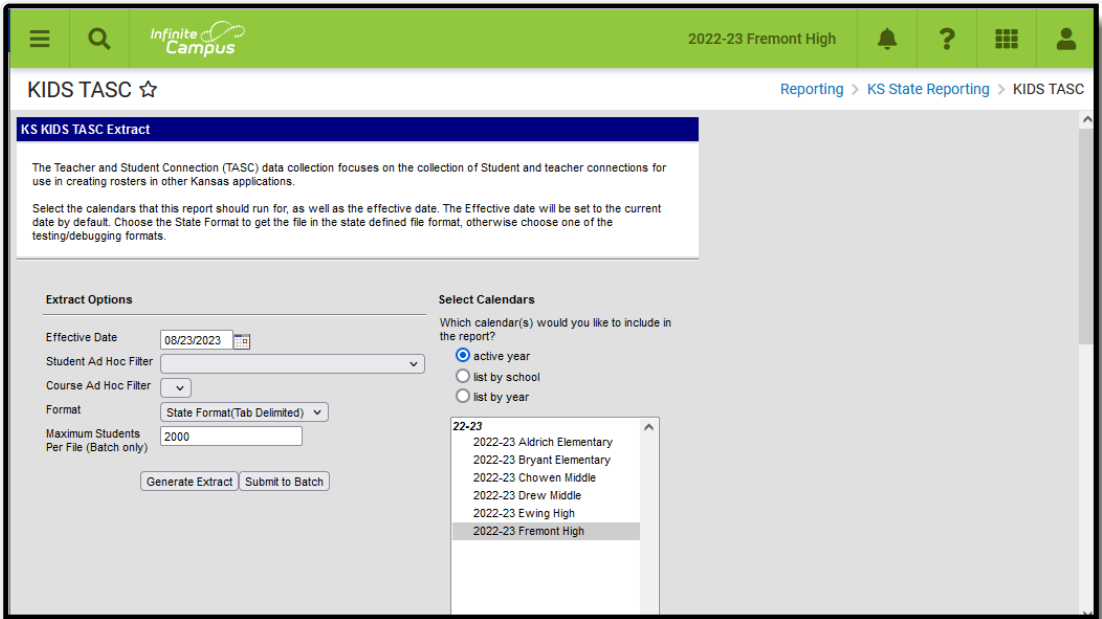 Infinite Campus
2022-23 Fremont High
?
KIDS TASC
Reporting > KS State Reporting > KIDS TASC
KS KIDS TASC Extract
The Teacher and Student Connection (TASC) data collection focuses on the collection of Student and teacher connections for
use in creating rosters in other Kansas applications.
Select the calendars that this report should run for, as well as the effective date. The Effective date will be set to the current
date by default. Choose the State Format to get the file in the state defined file format, otherwise choose one of the
testing/debugging formats.
Extract Options
Effective Date 08/23/2023
Student Ad Hoc Filter
Course Ad Hoc Filter
Format State Format(Tab Delimited)
Maximum Students
Per File (Batch only) 2000
Generate Extract Submit to Batch
Select Calendars
Which calendar(s) would you like to include in
the report?
active year
list by school
list by year
22-23
2022-23 Aldrich Elementary
2022-23 Bryant Elementary
2022-23 Chowen Middle
2022-23 Drew Middle
2022-23 Ewing High
2022-23 Fremont High